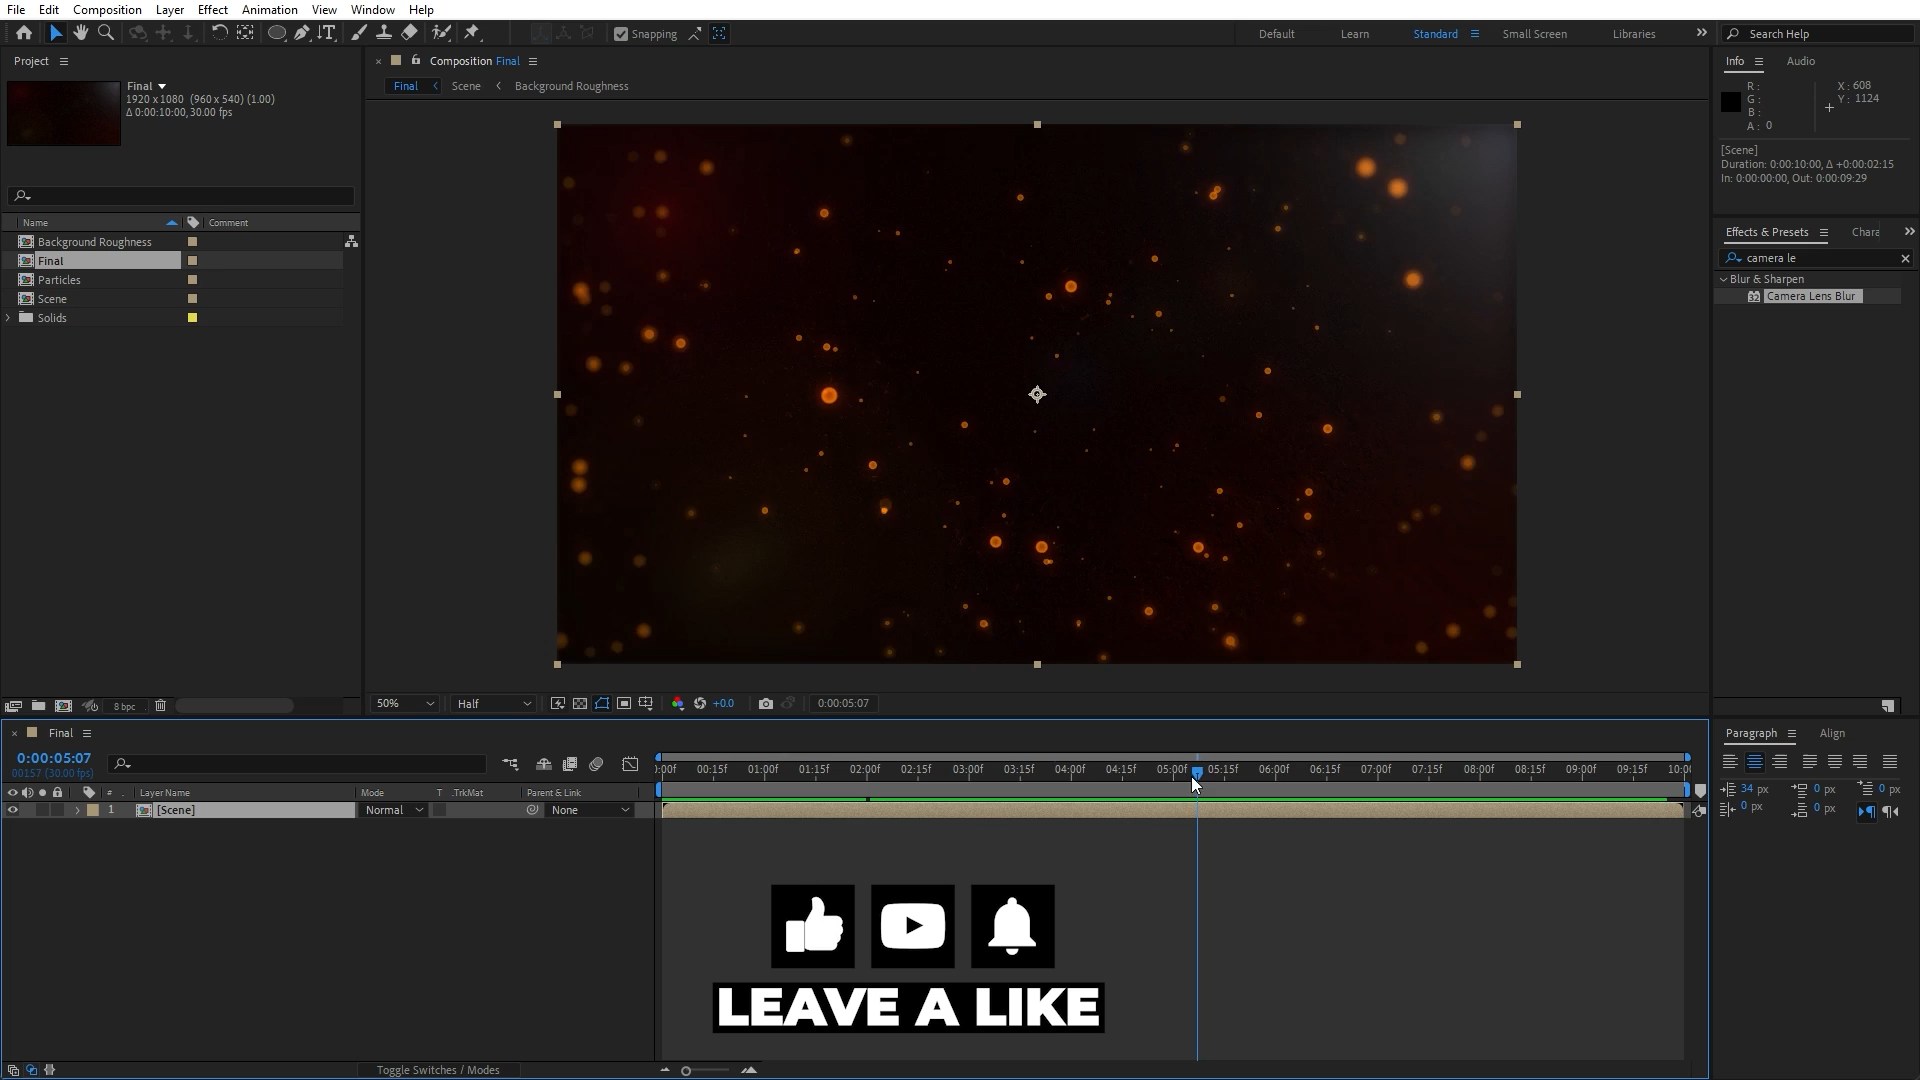 File Edit Composition Layer Effect Animation View Window Help
Snapping
Default Learn Standard Small Screen Libraries
Search Help
Project
Final
1920 x 1080 (960 x 540) (1.00)
Δ 0:00:10:00, 30.00 fps
Name Comment
Background Roughness
Final
Particles
Scene
Solids
8 bpc
Composition Final
Final Scene Background Roughness
50% Half +0.0 0:00:05:07
Info Audio
R :
G :
B :
A : 0
X : 608
Y : 1124
[Scene]
Duration: 0:00:10:00, Δ +0:00:02:15
In: 0:00:00:00, Out: 0:00:09:29
Effects & Presets Chara
camera le
Blur & Sharpen
32 Camera Lens Blur
Final
0:00:05:07
00157 (30.00 fps)
# Layer Name Mode T .TrkMat Parent & Link
1 [Scene] Normal None
):00f 00:15f 01:00f 01:15f 02:00f 02:15f 03:00f 03:15f 04:00f 04:15f 05:00f 05:15f 06:00f 06:15f 07:00f 07:15f 08:00f 08:15f 09:00f 09:15f 10:0
LEAVE A LIKE
Toggle Switches / Modes
Paragraph Align
34 px 0 px 0 px
0 px 0 px